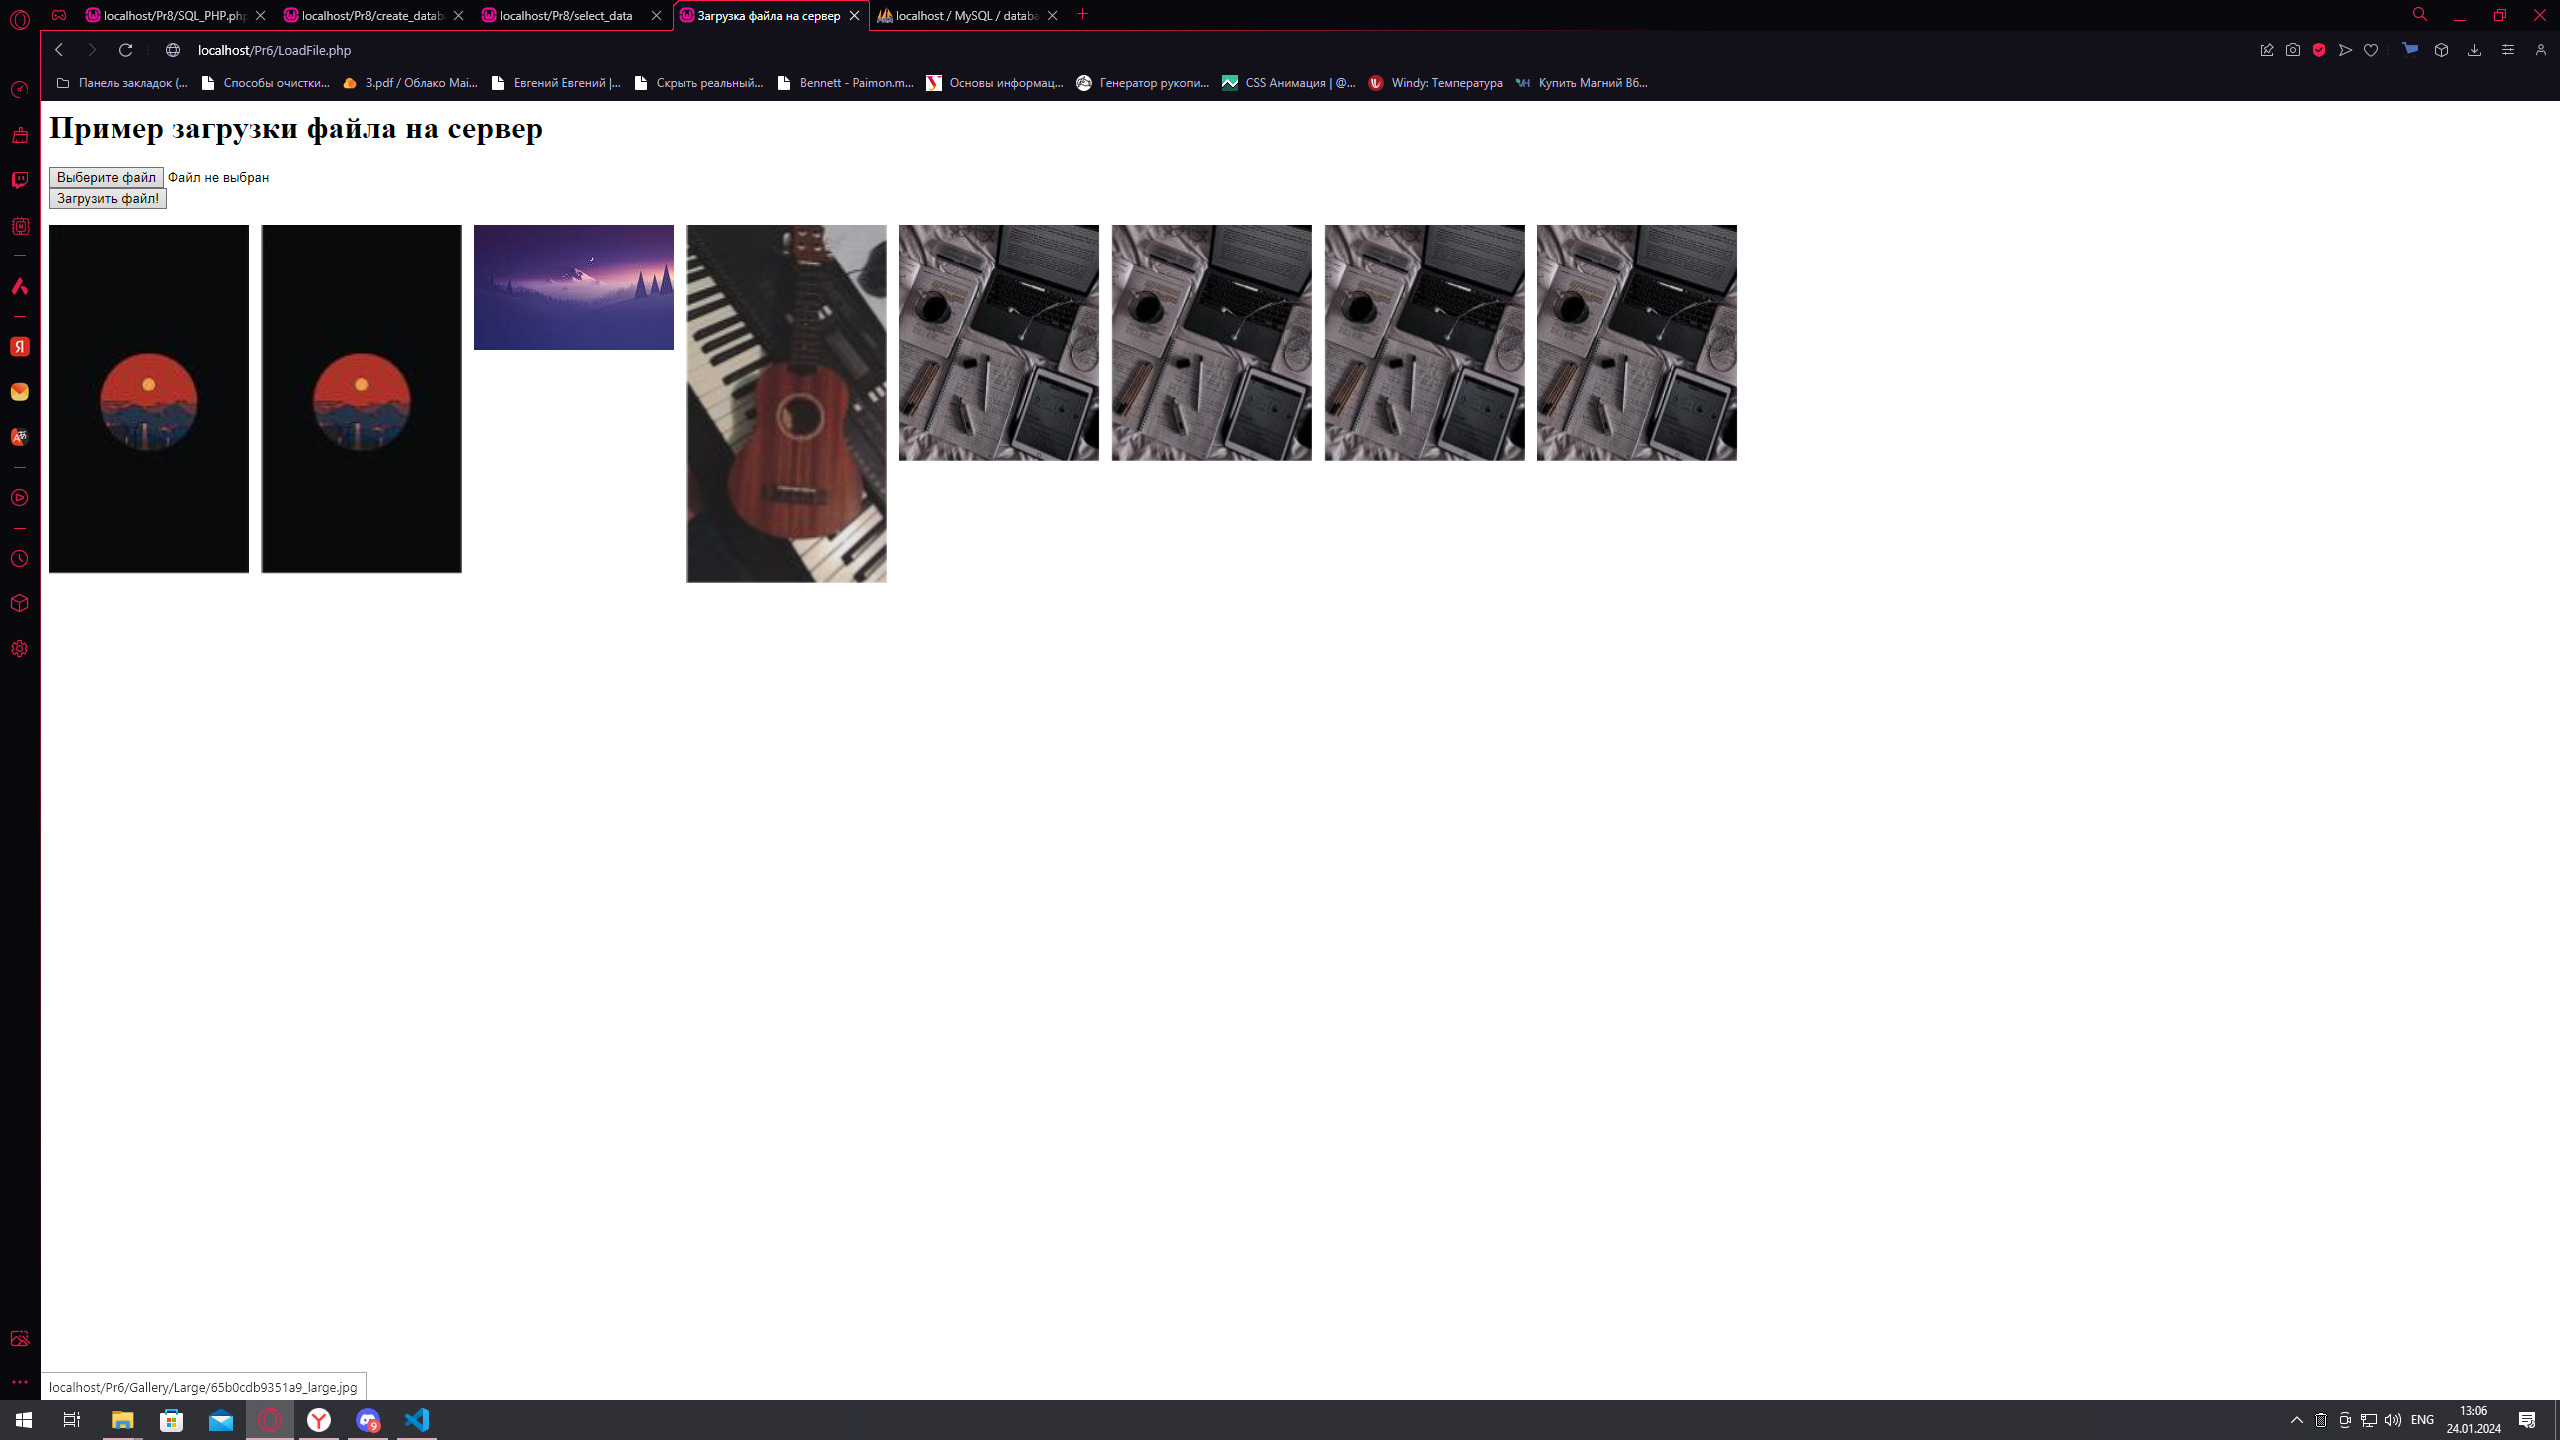 localhost/Pr8/SQL_PHP.php
localhost/Pr8/create_databa
localhost/Pr8/select_data
Загрузка файла на сервер
localhost / MySQL / databa
localhost/Pr6/LoadFile.php
Панель закладок (...
Способы очистки...
3.pdf / Облако Mai...
Евгений Евгений |...
Скрыть реальный...
Bennett - Paimon.m...
Основы информац...
Генератор рукопи...
CSS Анимация | @...
Windy: Температура
Купить Магний В6...
Пример загрузки файла на сервер
Выберите файл Файл не выбран
Загрузить файл!
localhost/Pr6/Gallery/Large/65b0cdb9351a9_large.jpg
9
ENG
13:06
24.01.2024